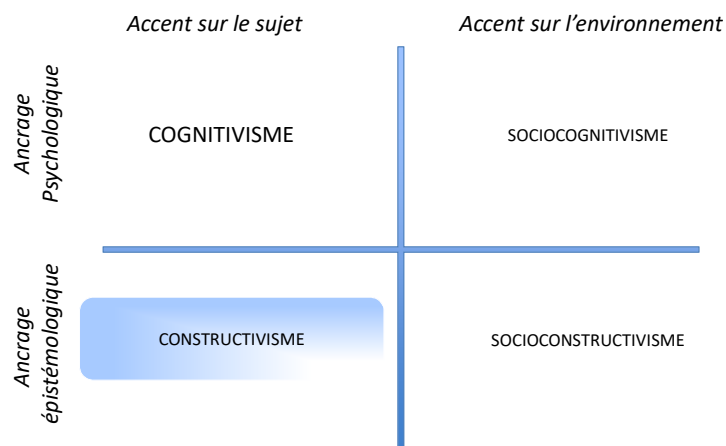 Accent sur le sujet
Accent sur l’environnement
Ancrage
Psychologique
COGNITIVISME
SOCIOCOGNITIVISME
Ancrage
épistémologique
CONSTRUCTIVISME
SOCIOCONSTRUCTIVISME